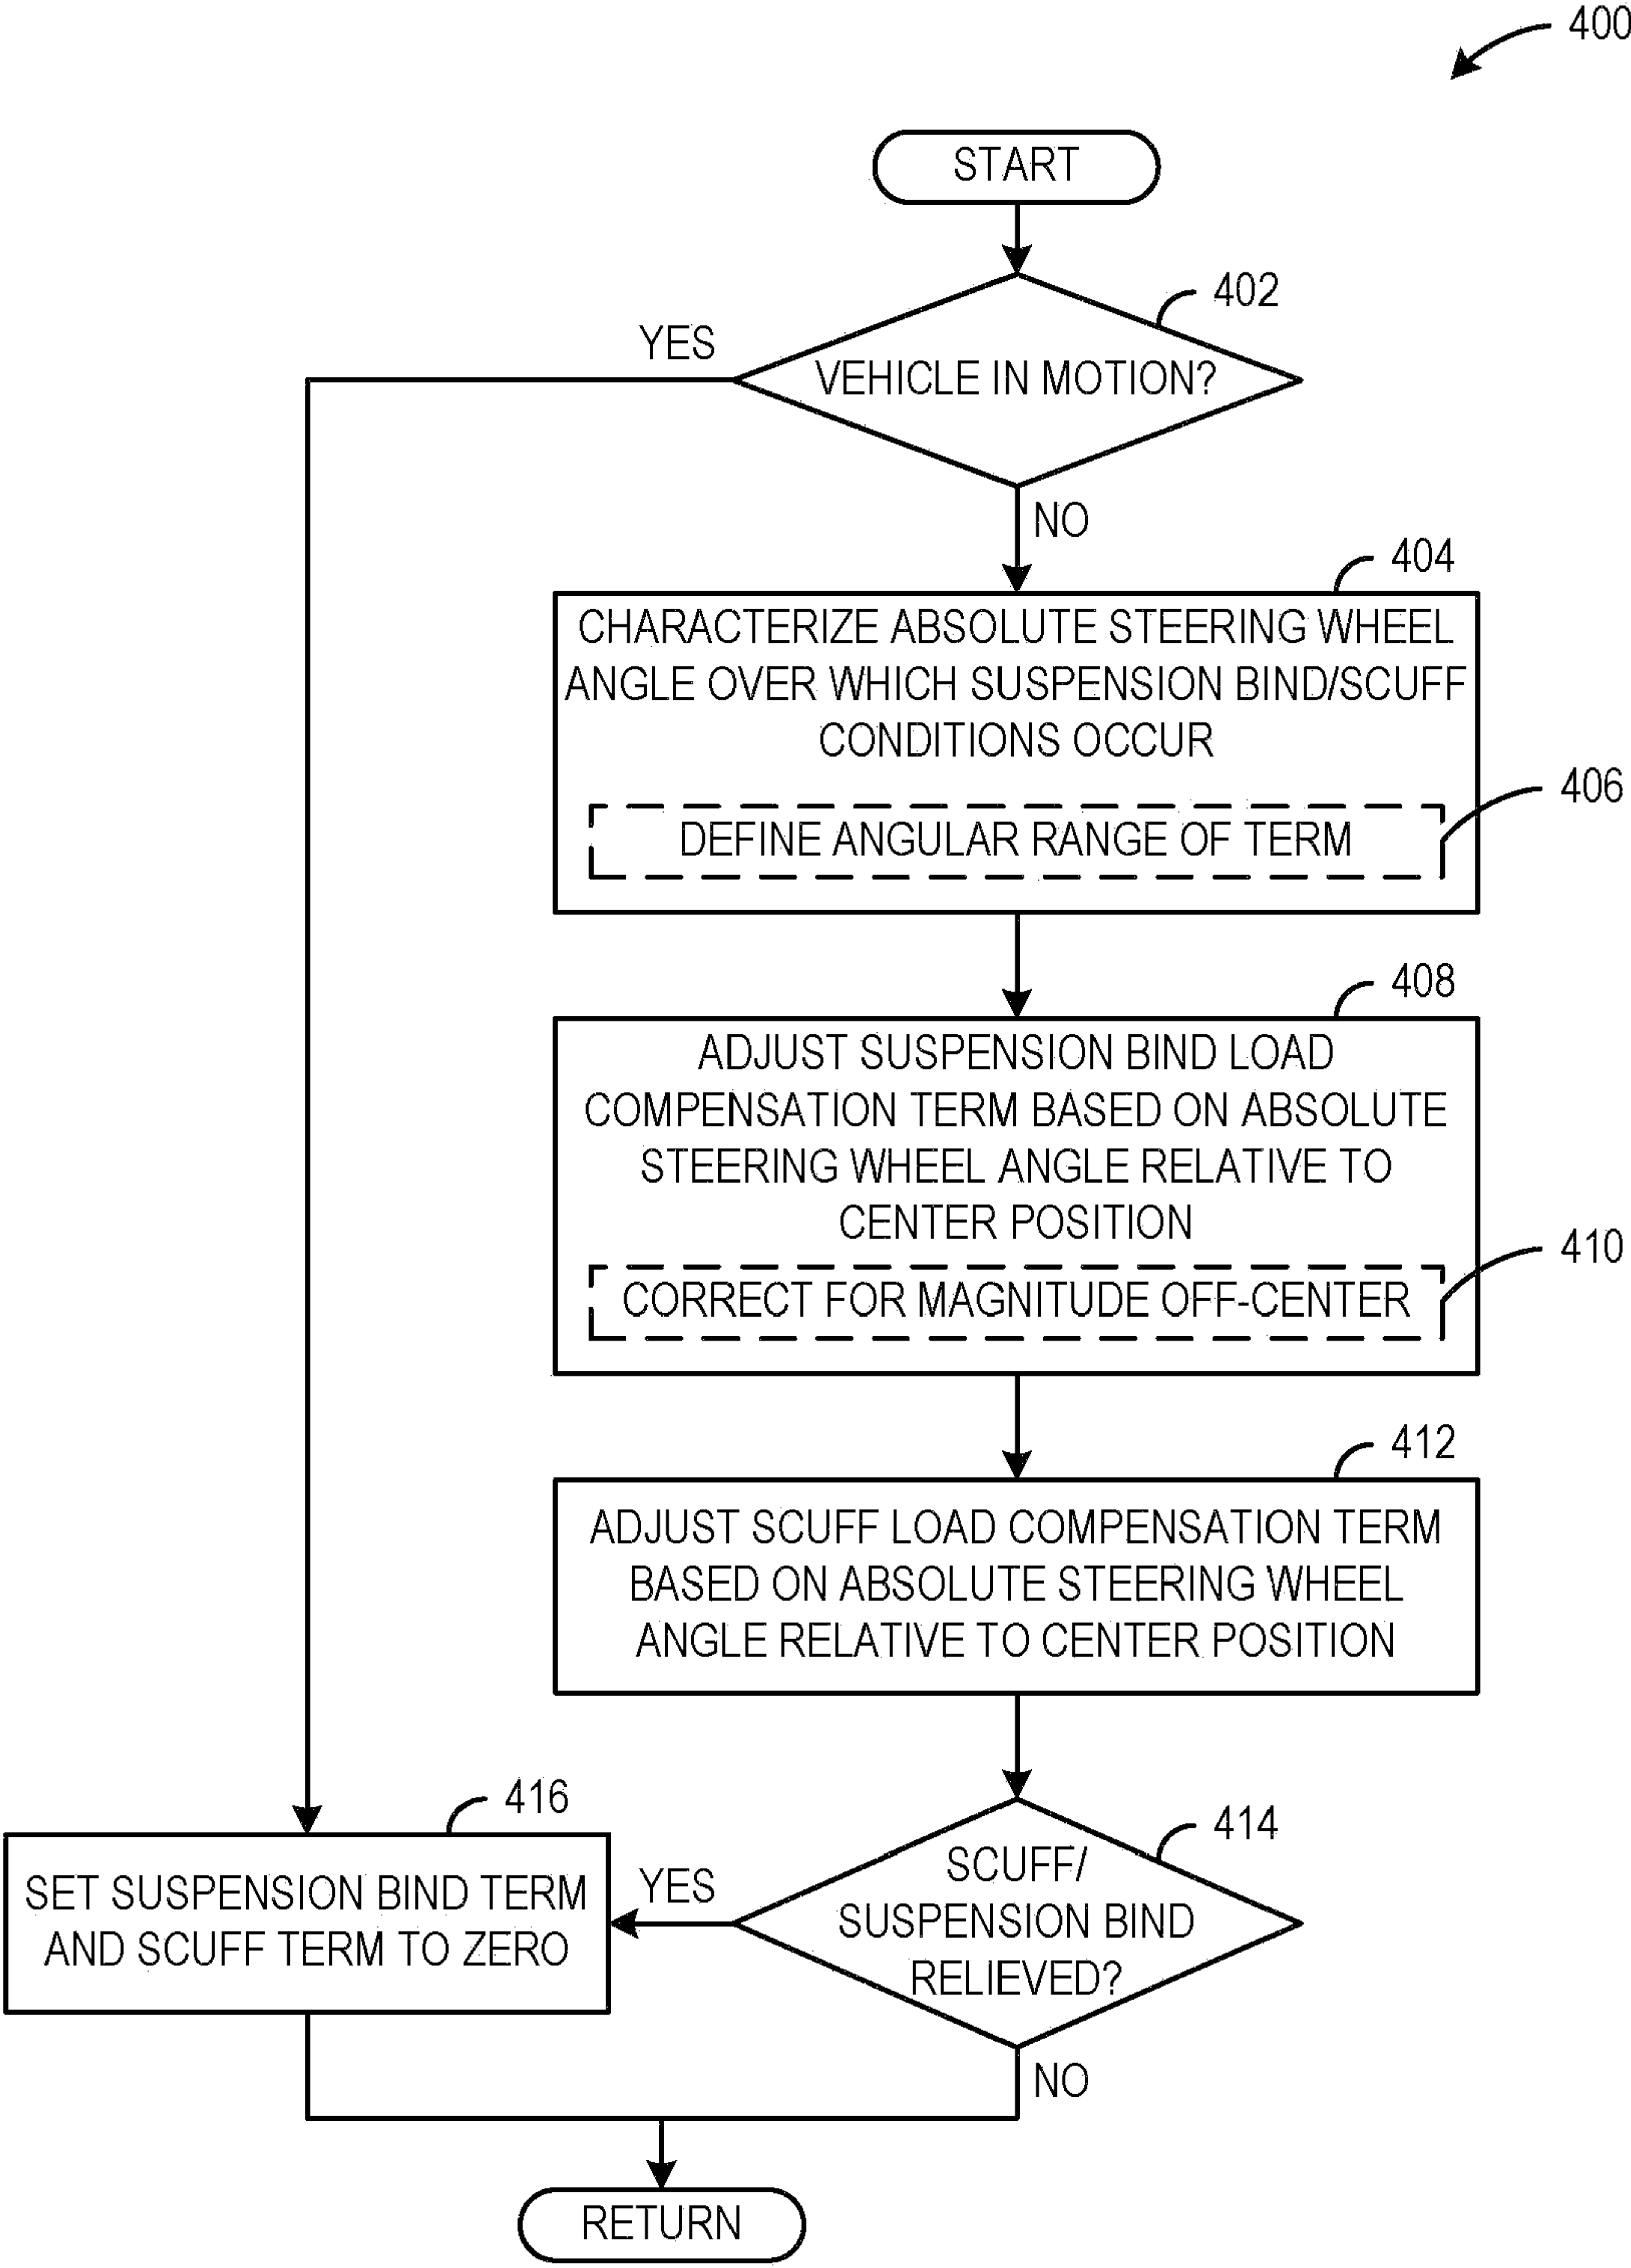 400
START
402
YES
VEHICLE IN MOTION?
NO
404
CHARACTERIZE ABSOLUTE STEERING WHEEL
ANGLE OVER WHICH SUSPENSION BIND/SCUFF
CONDITIONS OCCUR
406
DEFINE ANGULAR RANGE OF TERM
408
ADJUST SUSPENSION BIND LOAD
COMPENSATION TERM BASED ON ABSOLUTE
STEERING WHEEL ANGLE RELATIVE TO
CENTER POSITION
410
CORRECT FOR MAGNITUDE OFF-CENTER
412
ADJUST SCUFF LOAD COMPENSATION TERM
BASED ON ABSOLUTE STEERING WHEEL
ANGLE RELATIVE TO CENTER POSITION
416
414
SET SUSPENSION BIND TERM
AND SCUFF TERM TO ZERO
YES
SCUFF/
SUSPENSION BIND
RELIEVED?
NO
RETURN